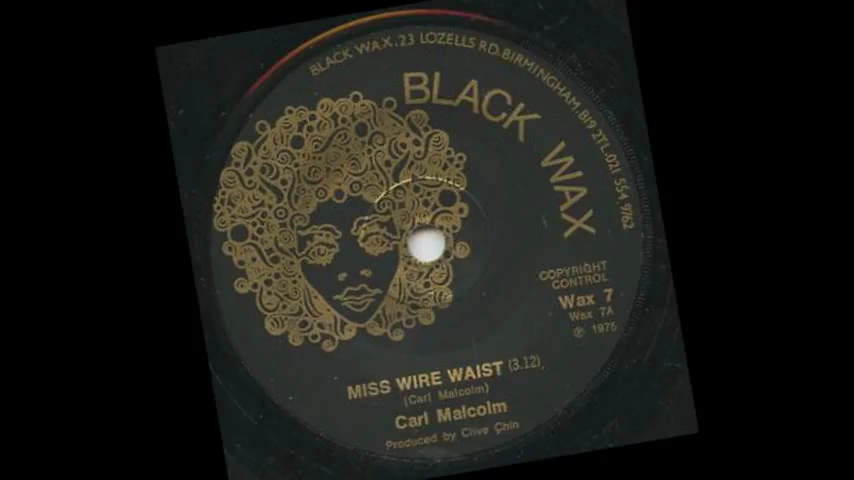 BLACK WAX. 23 LOZELLS RD. BIRMINGHAM B19 2TL. 021 554 9762
BLACK WAX
COPYRIGHT
CONTROL
Wax 7
Wax 7A
℗ 1975
MISS WIRE WAIST (3.12)
(Carl Malcolm)
Carl Malcolm
Produced by Clive Chin